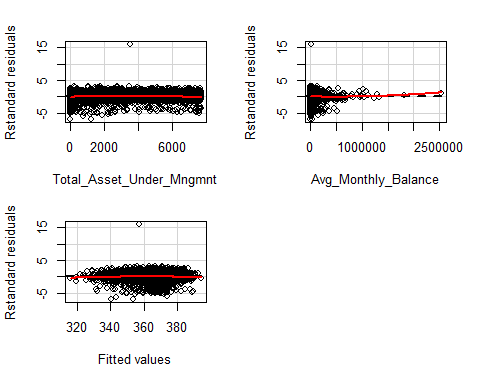 Rstandard residuals
15
5
-5
0 2000 6000
Total_Asset_Under_Mngmnt
Rstandard residuals
15
5
-5
0 1000000 2500000
Avg_Monthly_Balance
Rstandard residuals
15
5
-5
320 340 360 380
Fitted values